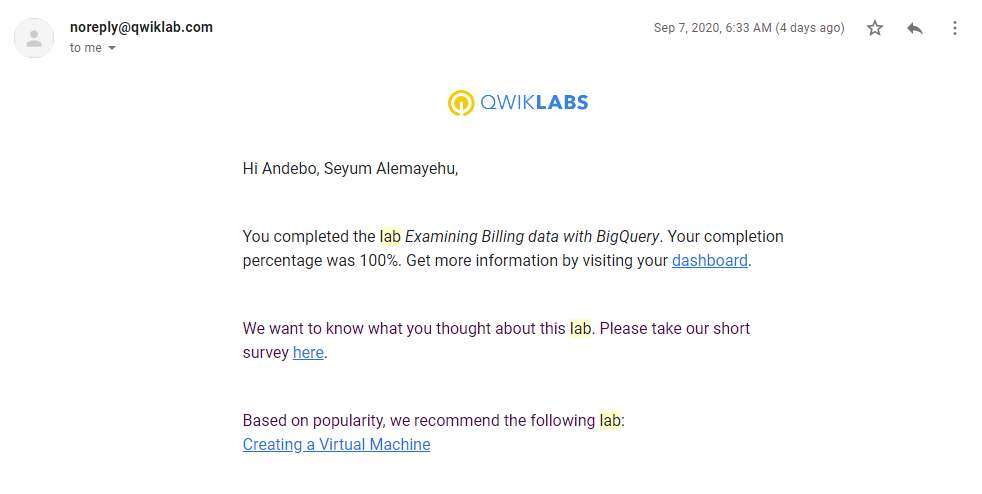 noreply@qwiklab.com
Sep 7, 2020, 6:33 AM (4 days ago)
to me
QWIKLABS
Hi Andebo, Seyum Alemayehu,
You completed the lab Examining Billing data with BigQuery. Your completion
percentage was 100%. Get more information by visiting your dashboard.
We want to know what you thought about this lab. Please take our short
survey here.
Based on popularity, we recommend the following lab:
Creating a Virtual Machine